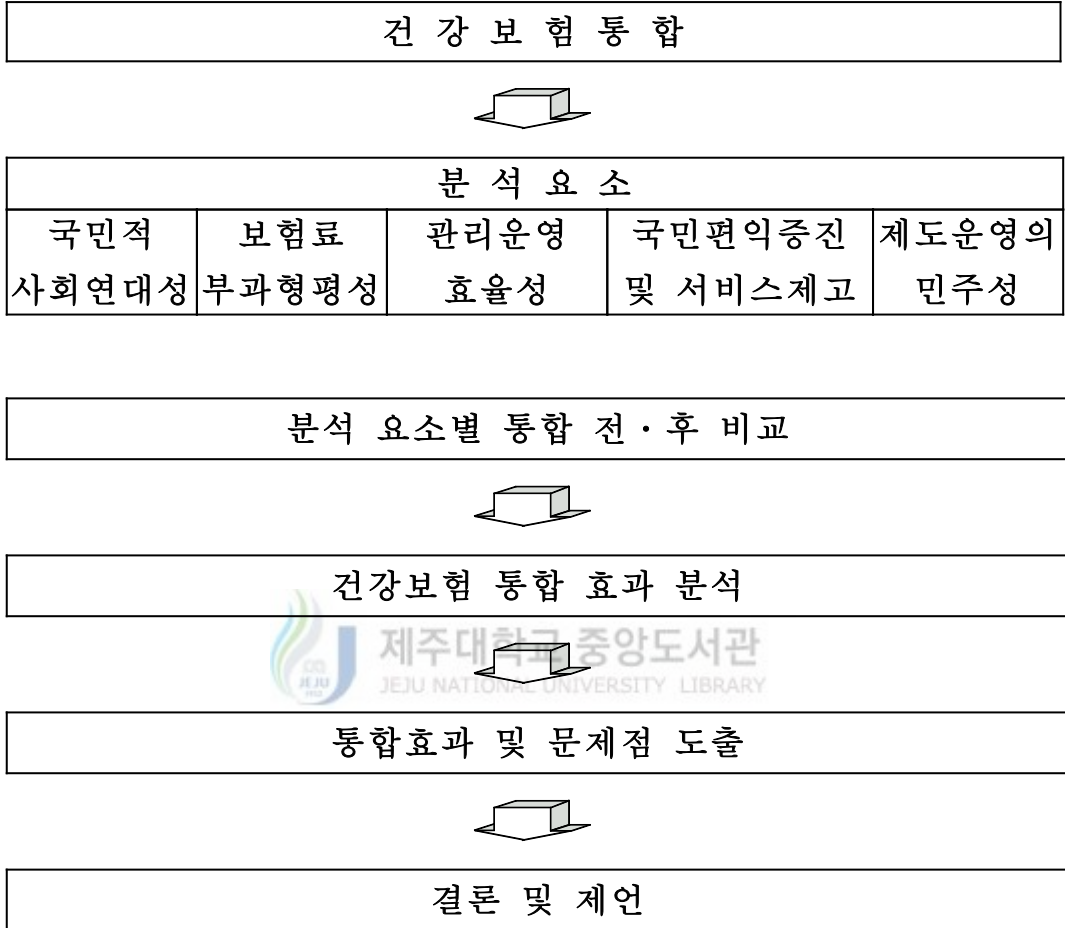 건 강 보 험 통 합
분 석 요 소
국민적 보험료 관리운영 국민편익증진 제도운영의
사회연대성 부과형평성 효율성 및 서비스제고 민주성
분석 요소별 통합 전·후 비교
건강보험 통합 효과 분석
제주대학교 중앙도서관
JEJU NATIONAL UNIVERSITY LIBRARY
JEJU
1952
통합효과 및 문제점 도출
결론 및 제언